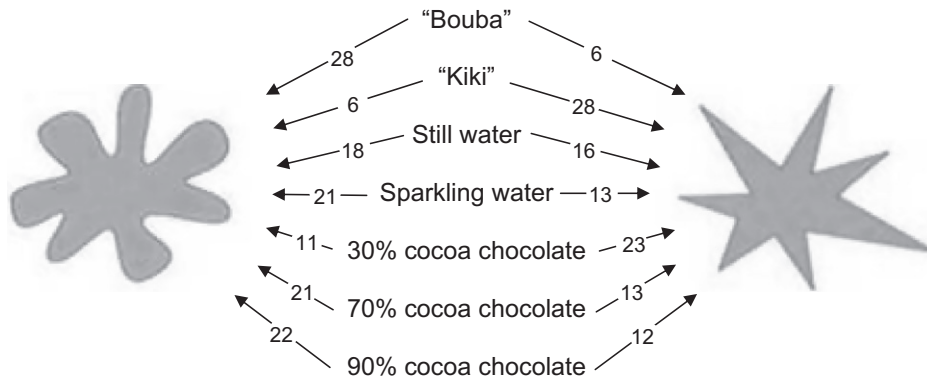 “Bouba”
28 6
“Kiki”
6 28
Still water
18 16
21 Sparkling water 13
11 30% cocoa chocolate 23
21 70% cocoa chocolate 13
22 12
90% cocoa chocolate